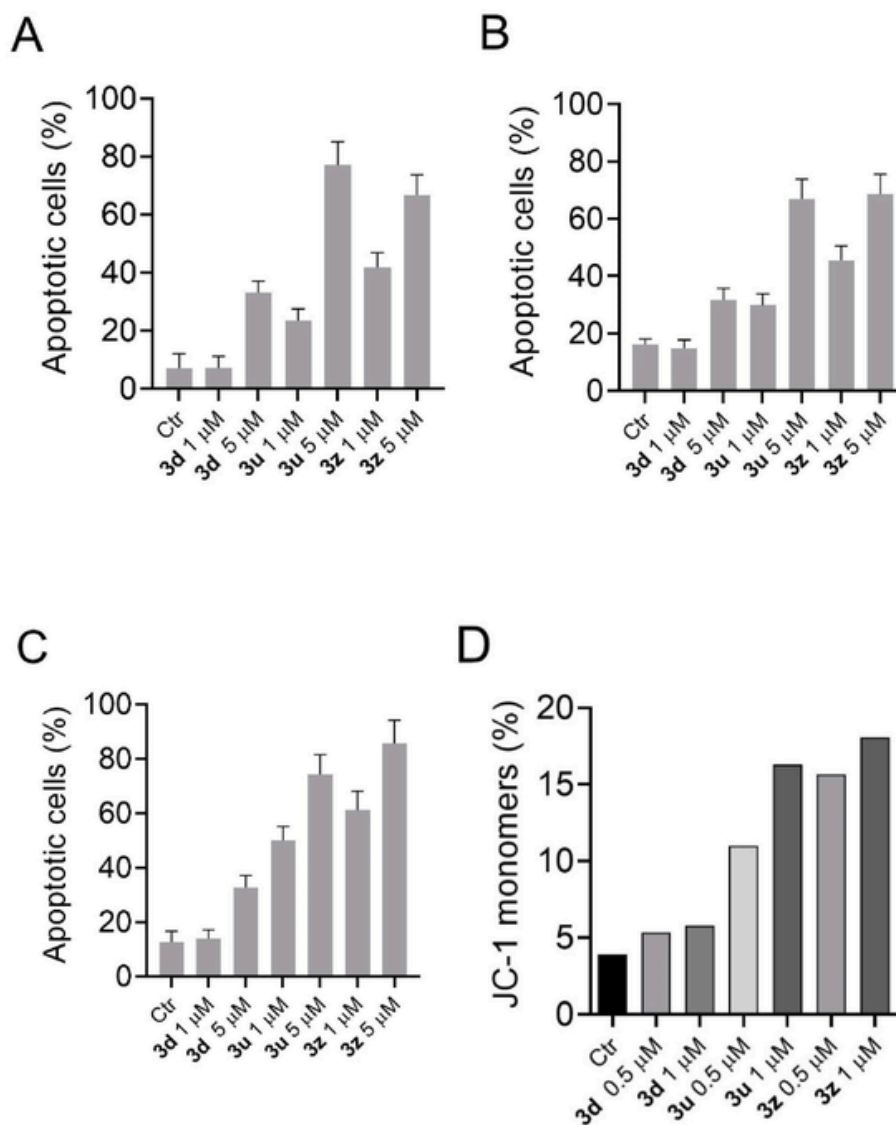 A
Apoptotic cells (%)
100
80
60
40
20
0
Ctr
3d 1 μM
3d 5 μM
3u 1 μM
3u 5 μM
3z 1 μM
3z 5 μM
B
Apoptotic cells (%)
100
80
60
40
20
0
Ctr
3d 1 μM
3d 5 μM
3u 1 μM
3u 5 μM
3z 1 μM
3z 5 μM
C
Apoptotic cells (%)
100
80
60
40
20
0
Ctr
3d 1 μM
3d 5 μM
3u 1 μM
3u 5 μM
3z 1 μM
3z 5 μM
D
JC-1 monomers (%)
20
15
10
5
0
Ctr
3d 0.5 μM
3d 1 μM
3u 0.5 μM
3u 1 μM
3z 0.5 μM
3z 1 μM